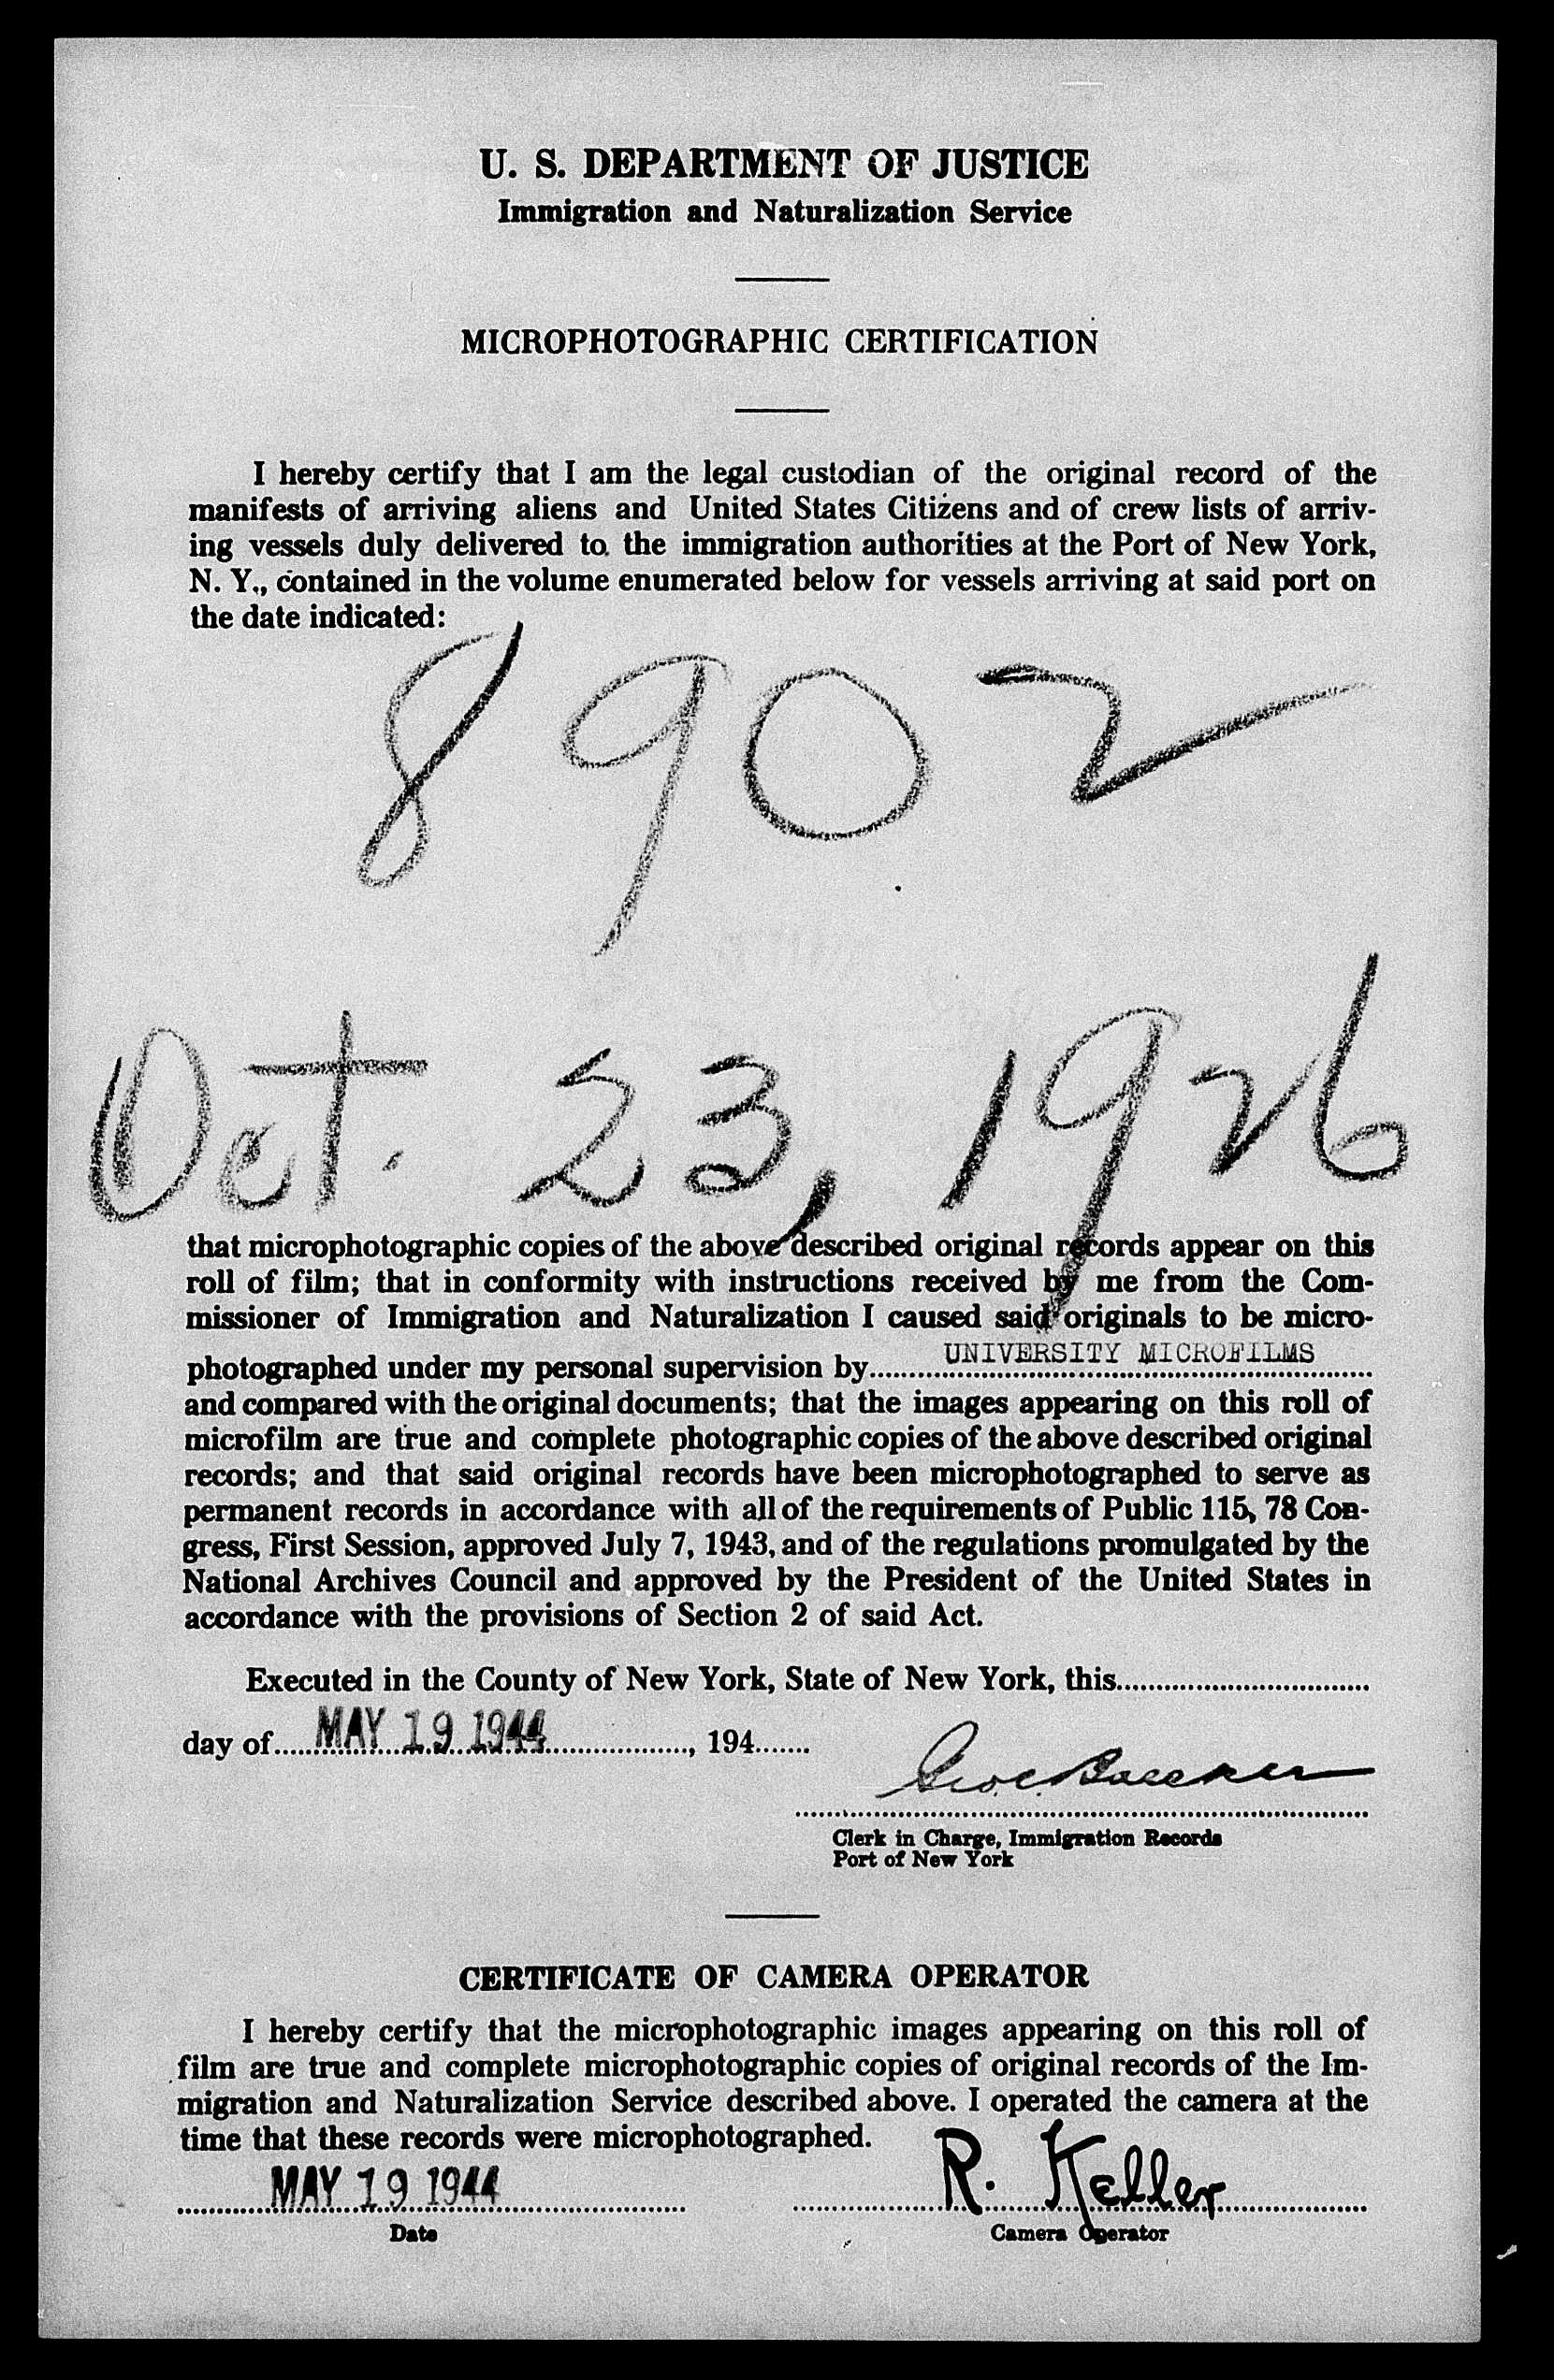 U. S. DEPARTMENT OF JUSTICE
Immigration and Naturalization Service
MICROPHOTOGRAPHIC CERTIFICATION
I hereby certify that I am the legal custodian of the original record of the
manifests of arriving aliens and United States Citizens and of crew lists of arriv-
ing vessels duly delivered to the immigration authorities at the Port of New York,
N. Y., contained in the volume enumerated below for vessels arriving at said port on
the date indicated:
8902
Oct. 23, 1926
that microphotographic copies of the above described original records appear on this
roll of film; that in conformity with instructions received by me from the Com-
missioner of Immigration and Naturalization I caused said originals to be micro-
photographed under my personal supervision by UNIVERSITY MICROFILMS
and compared with the original documents; that the images appearing on this roll of
microfilm are true and complete photographic copies of the above described original
records; and that said original records have been microphotographed to serve as
permanent records in accordance with all of the requirements of Public 115, 78 Con-
gress, First Session, approved July 7, 1943, and of the regulations promulgated by the
National Archives Council and approved by the President of the United States in
accordance with the provisions of Section 2 of said Act.
Executed in the County of New York, State of New York, this
day of MAY 19 1944, 194
Clerk in Charge, Immigration Records
Port of New York
CERTIFICATE OF CAMERA OPERATOR
I hereby certify that the microphotographic images appearing on this roll of
film are true and complete microphotographic copies of original records of the Im-
migration and Naturalization Service described above. I operated the camera at the
time that these records were microphotographed.
MAY 19 1944 R. Keller
Date Camera Operator